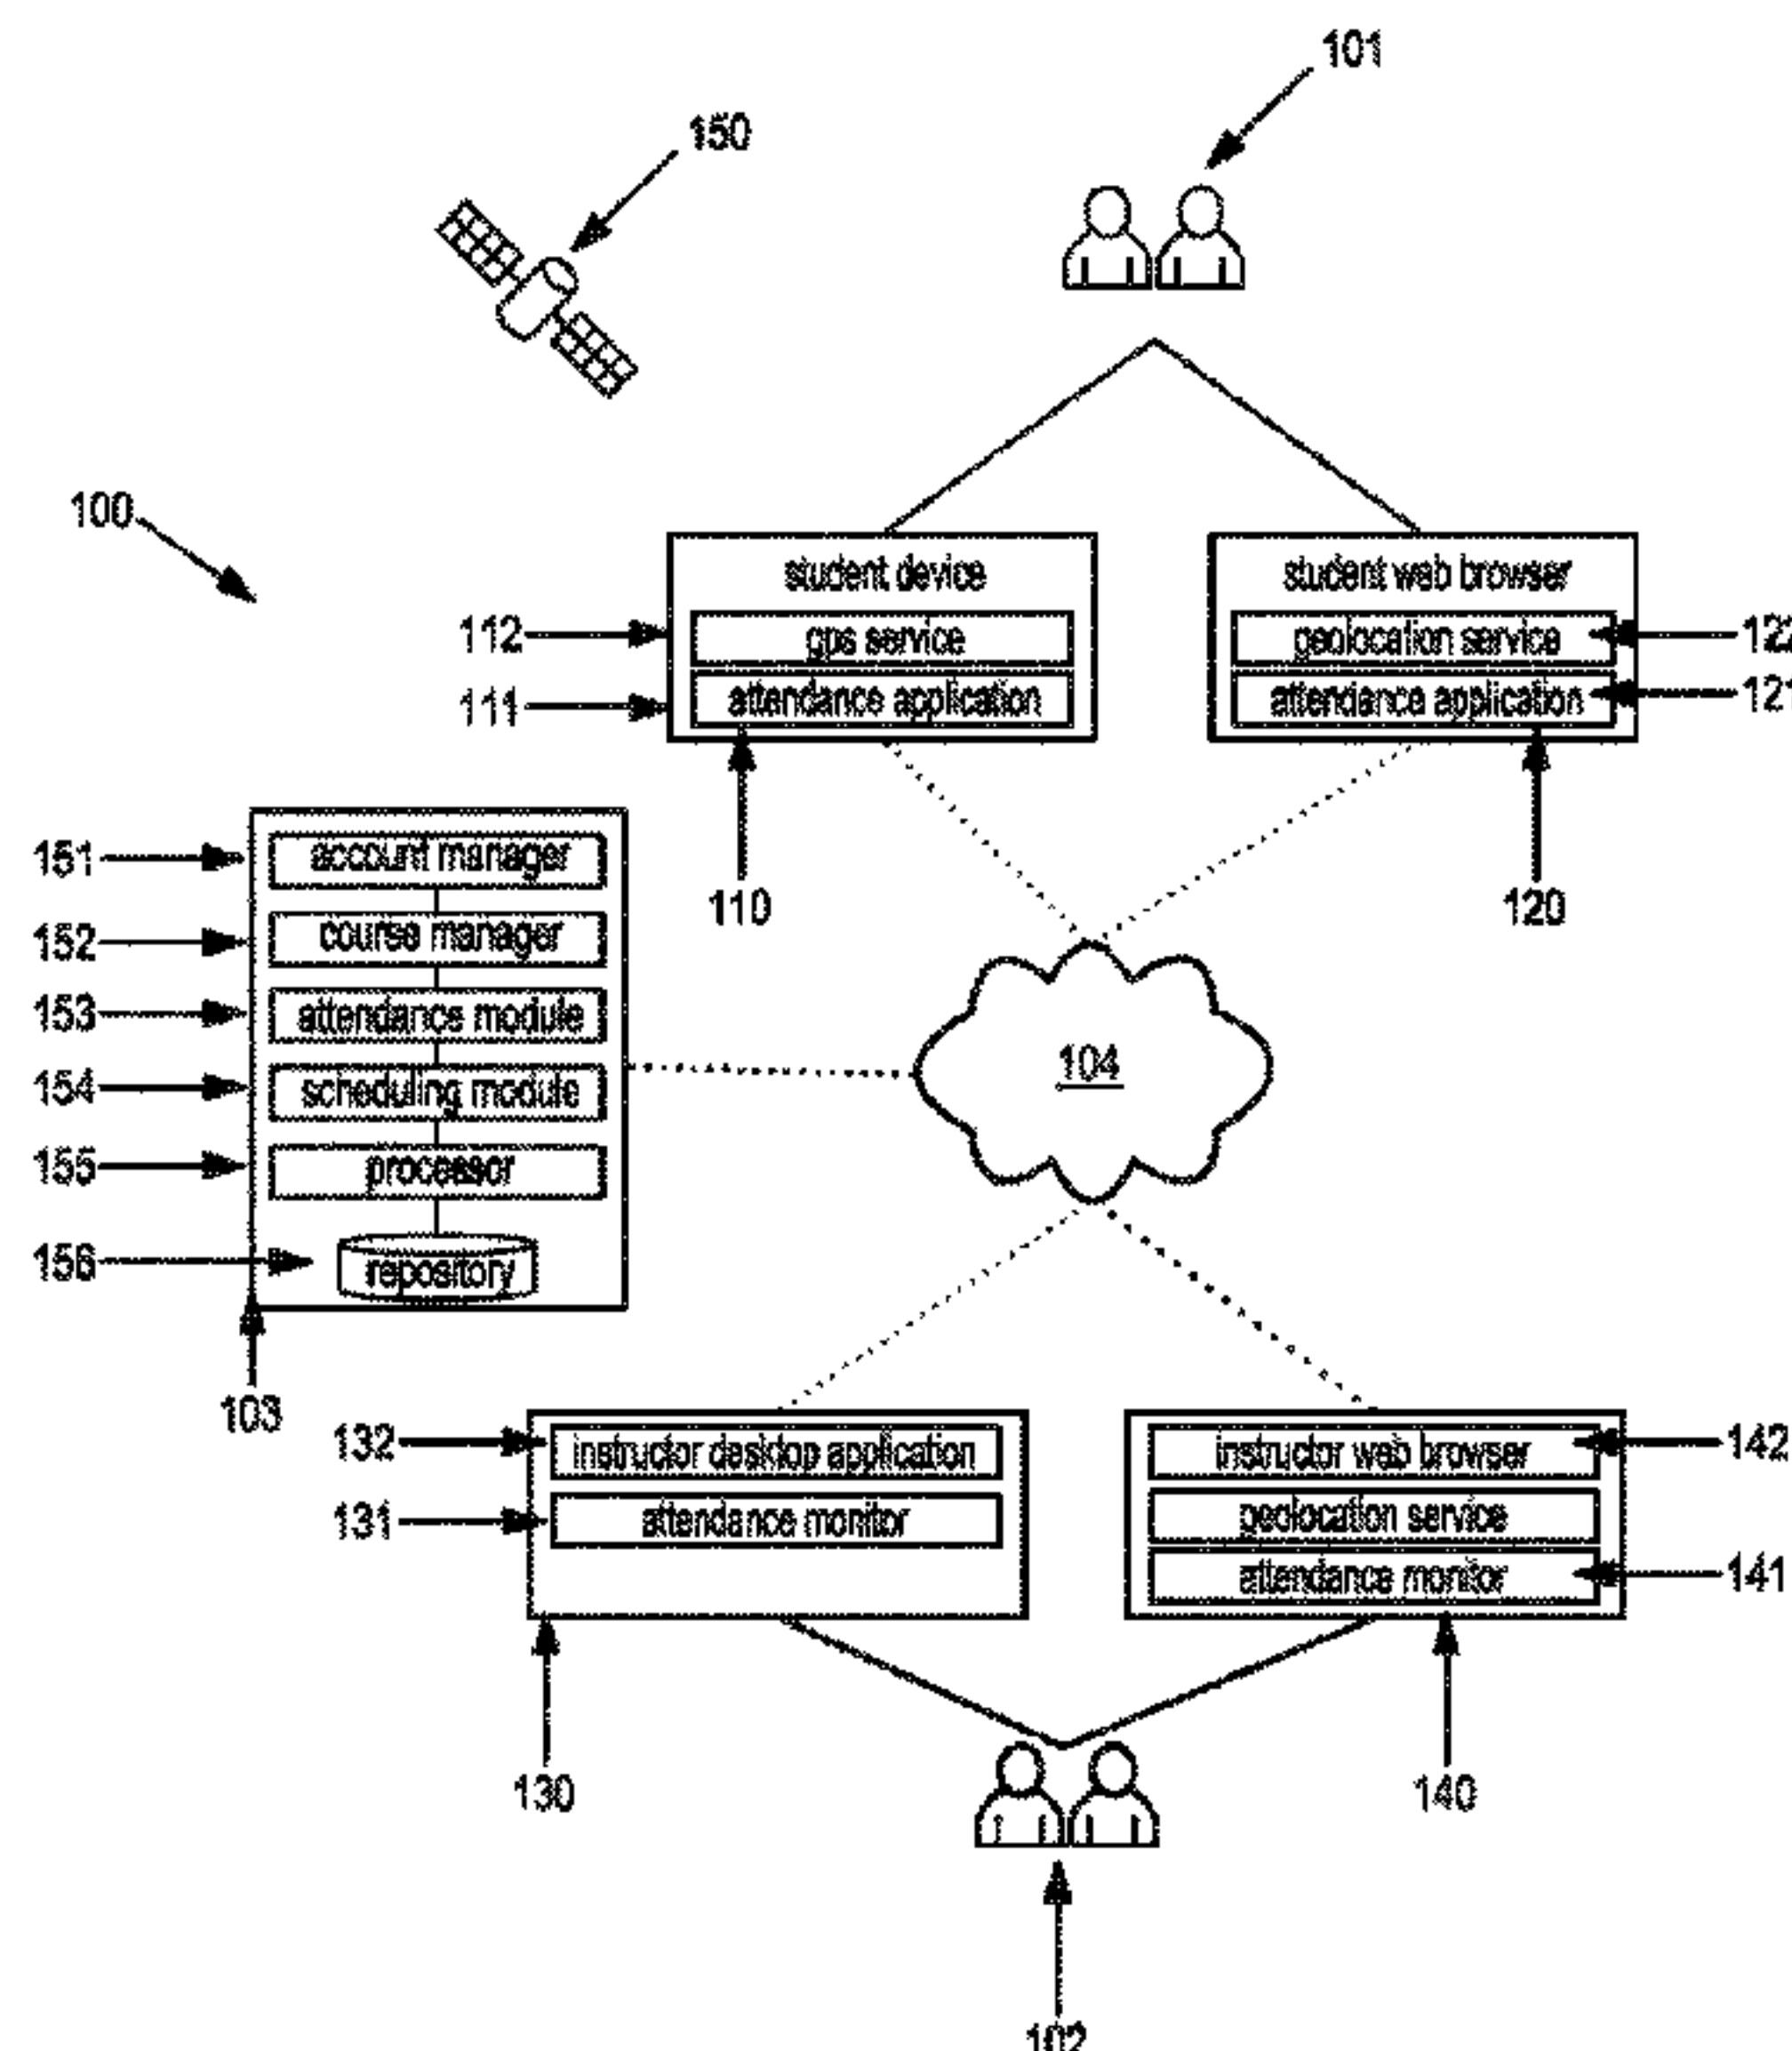 101
150
100
student device
student web browser
112
gps service
geolocation service
122
111
attendance application
attendance application
121
151
account manager
110
120
152
course manager
153
attendance module
104
154
scheduling module
155
processor
156
repository
103
132
instructor desktop application
instructor web browser
142
131
attendance monitor
geolocation service
attendance monitor
141
130
140
102